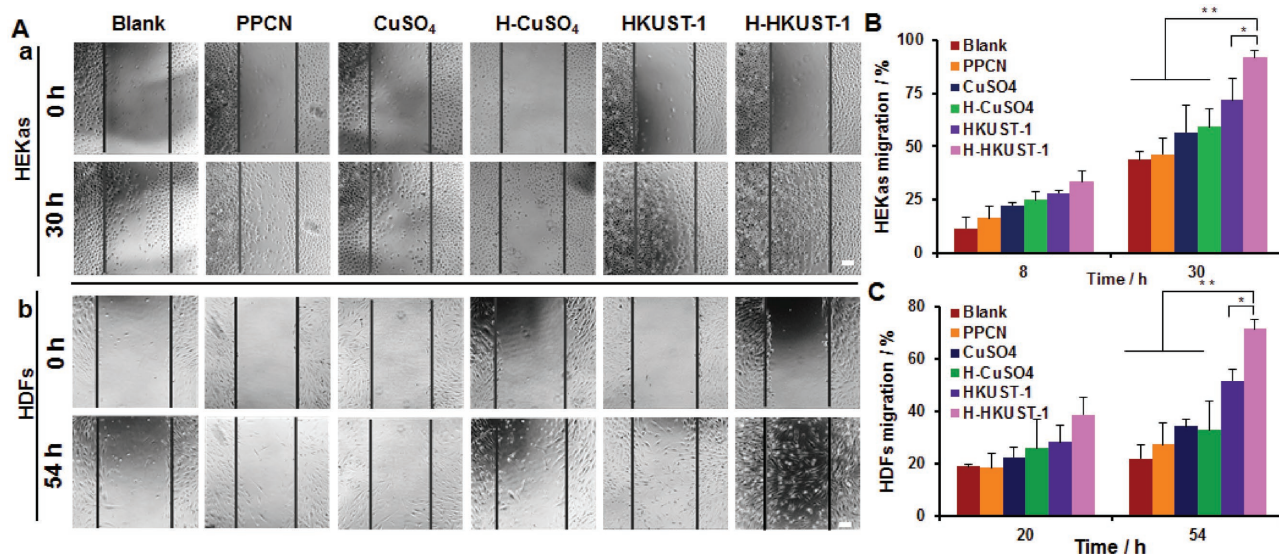 Blank PPCN CuSO₄ H-CuSO₄ HKUST-1 H-HKUST-1
A
a
HEKas
0 h
30 h
b
HDFs
0 h
54 h
B
HEKas migration / %
100
75
50
25
0
Blank
PPCN
CuSO4
H-CuSO4
HKUST-1
H-HKUST-1
* *
*
8 30
Time / h
C
HDFs migration / %
80
60
40
20
0
Blank
PPCN
CuSO4
H-CuSO4
HKUST-1
H-HKUST-1
* *
*
20 54
Time / h